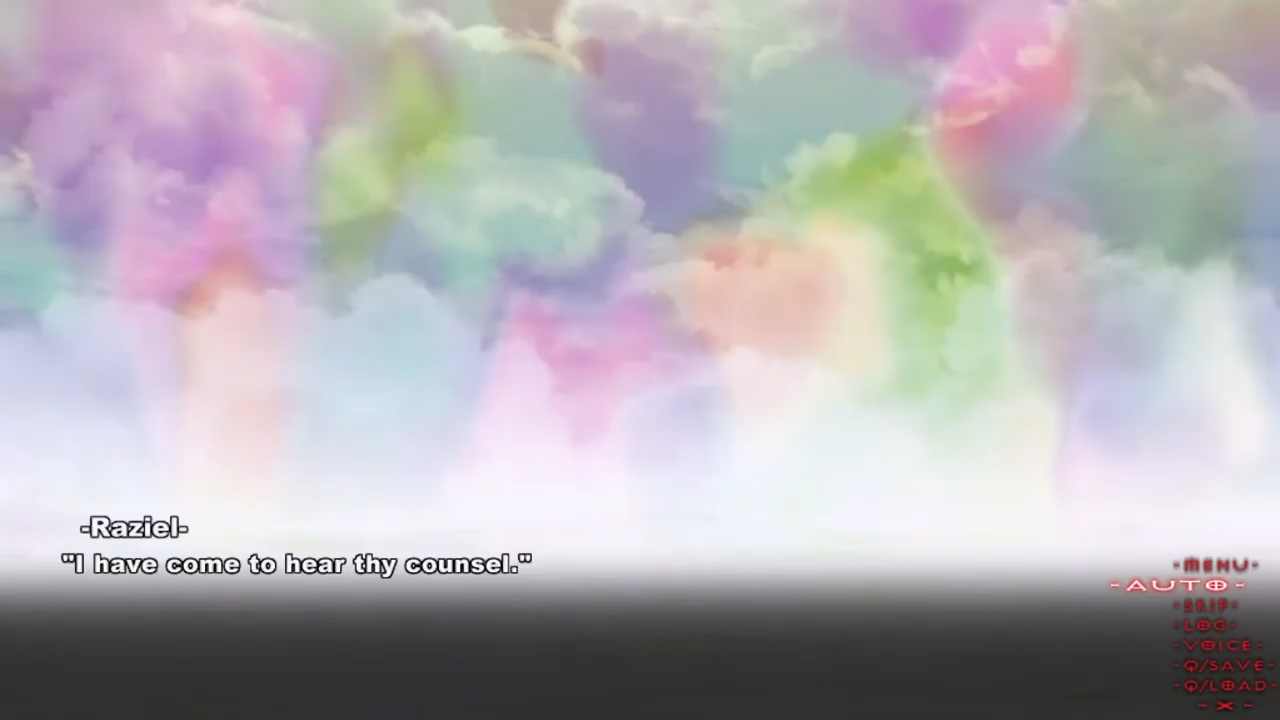 -Raziel-
"I have come to hear thy counsel."
-MENU-
-AUTO-
-SKIP-
-LOG-
-VOICE-
-Q/SAVE-
-Q/LOAD-
-×-